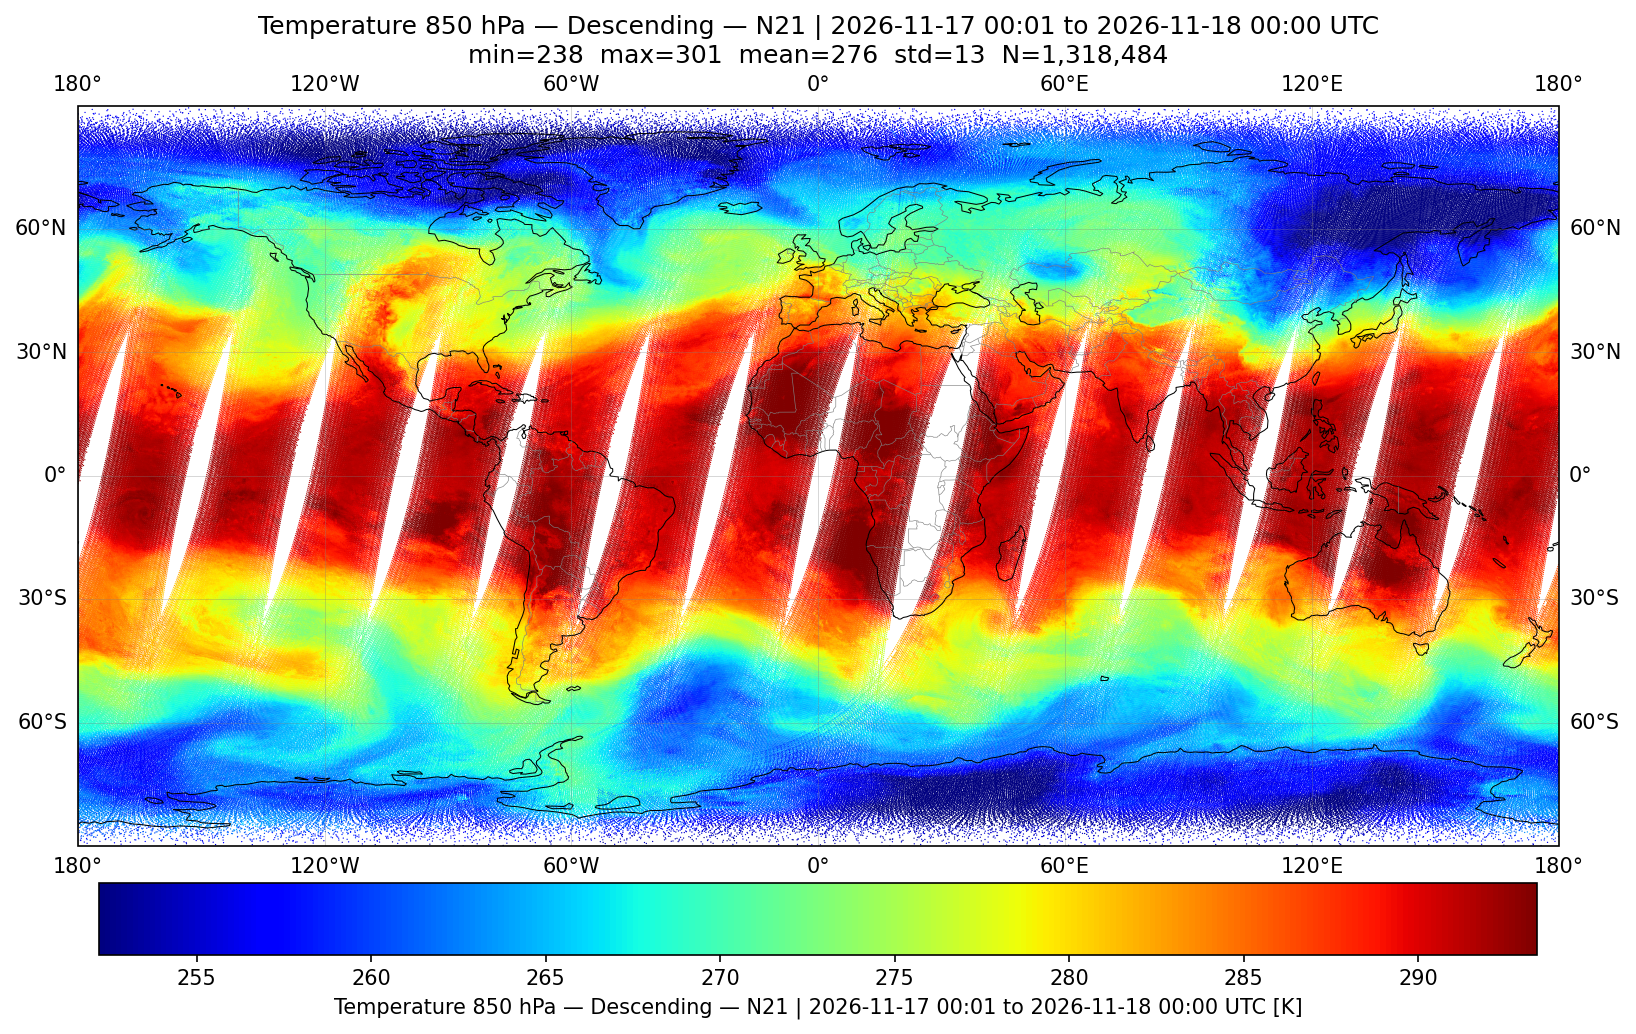 Temperature 850 hPa — Descending — N21 | 2026-11-17 00:01 to 2026-11-18 00:00 UTC
min=238 max=301 mean=276 std=13 N=1,318,484
180° 120°W 60°W 0° 60°E 120°E 180°
60°N 60°N
30°N 30°N
0° 0°
30°S 30°S
60°S 60°S
180° 120°W 60°W 0° 60°E 120°E 180°
255 260 265 270 275 280 285 290
Temperature 850 hPa — Descending — N21 | 2026-11-17 00:01 to 2026-11-18 00:00 UTC [K]